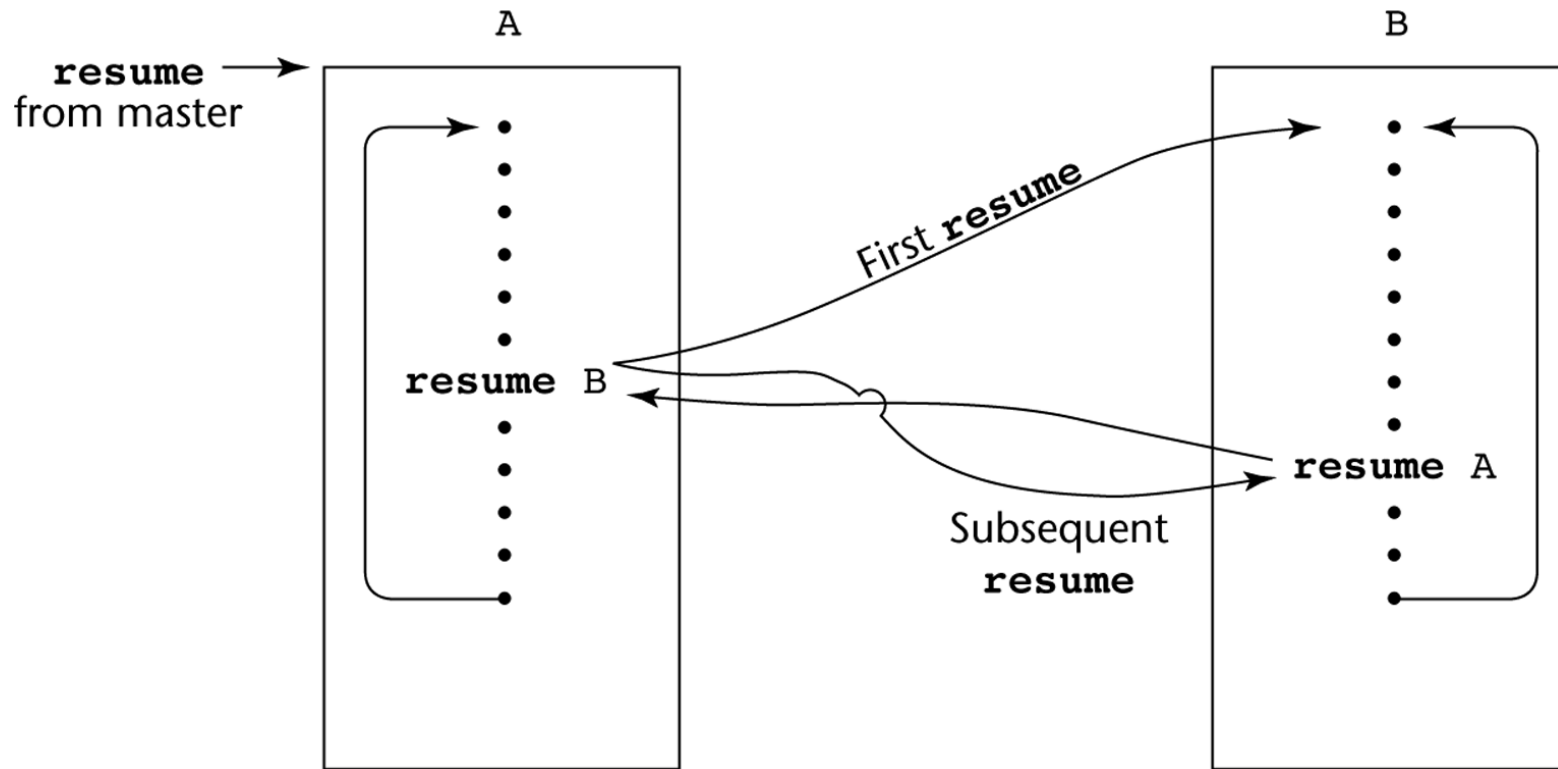 A
B
resume
from master
First resume
resume B
resume A
Subsequent
resume